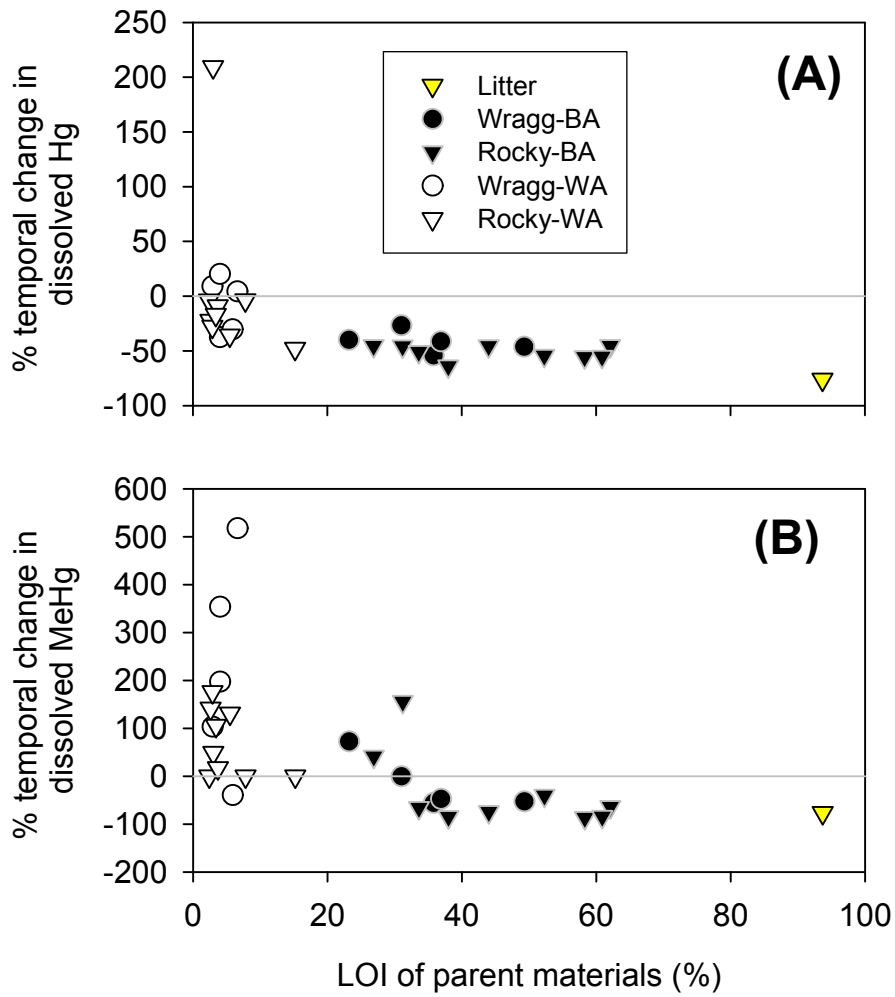 250
200
150
100
50
0
-50
-100
% temporal change in
dissolved Hg
(A)
Litter
Wragg-BA
Rocky-BA
Wragg-WA
Rocky-WA
600
500
400
300
200
100
0
-100
-200
% temporal change in
dissolved MeHg
(B)
0 20 40 60 80 100
LOI of parent materials (%)